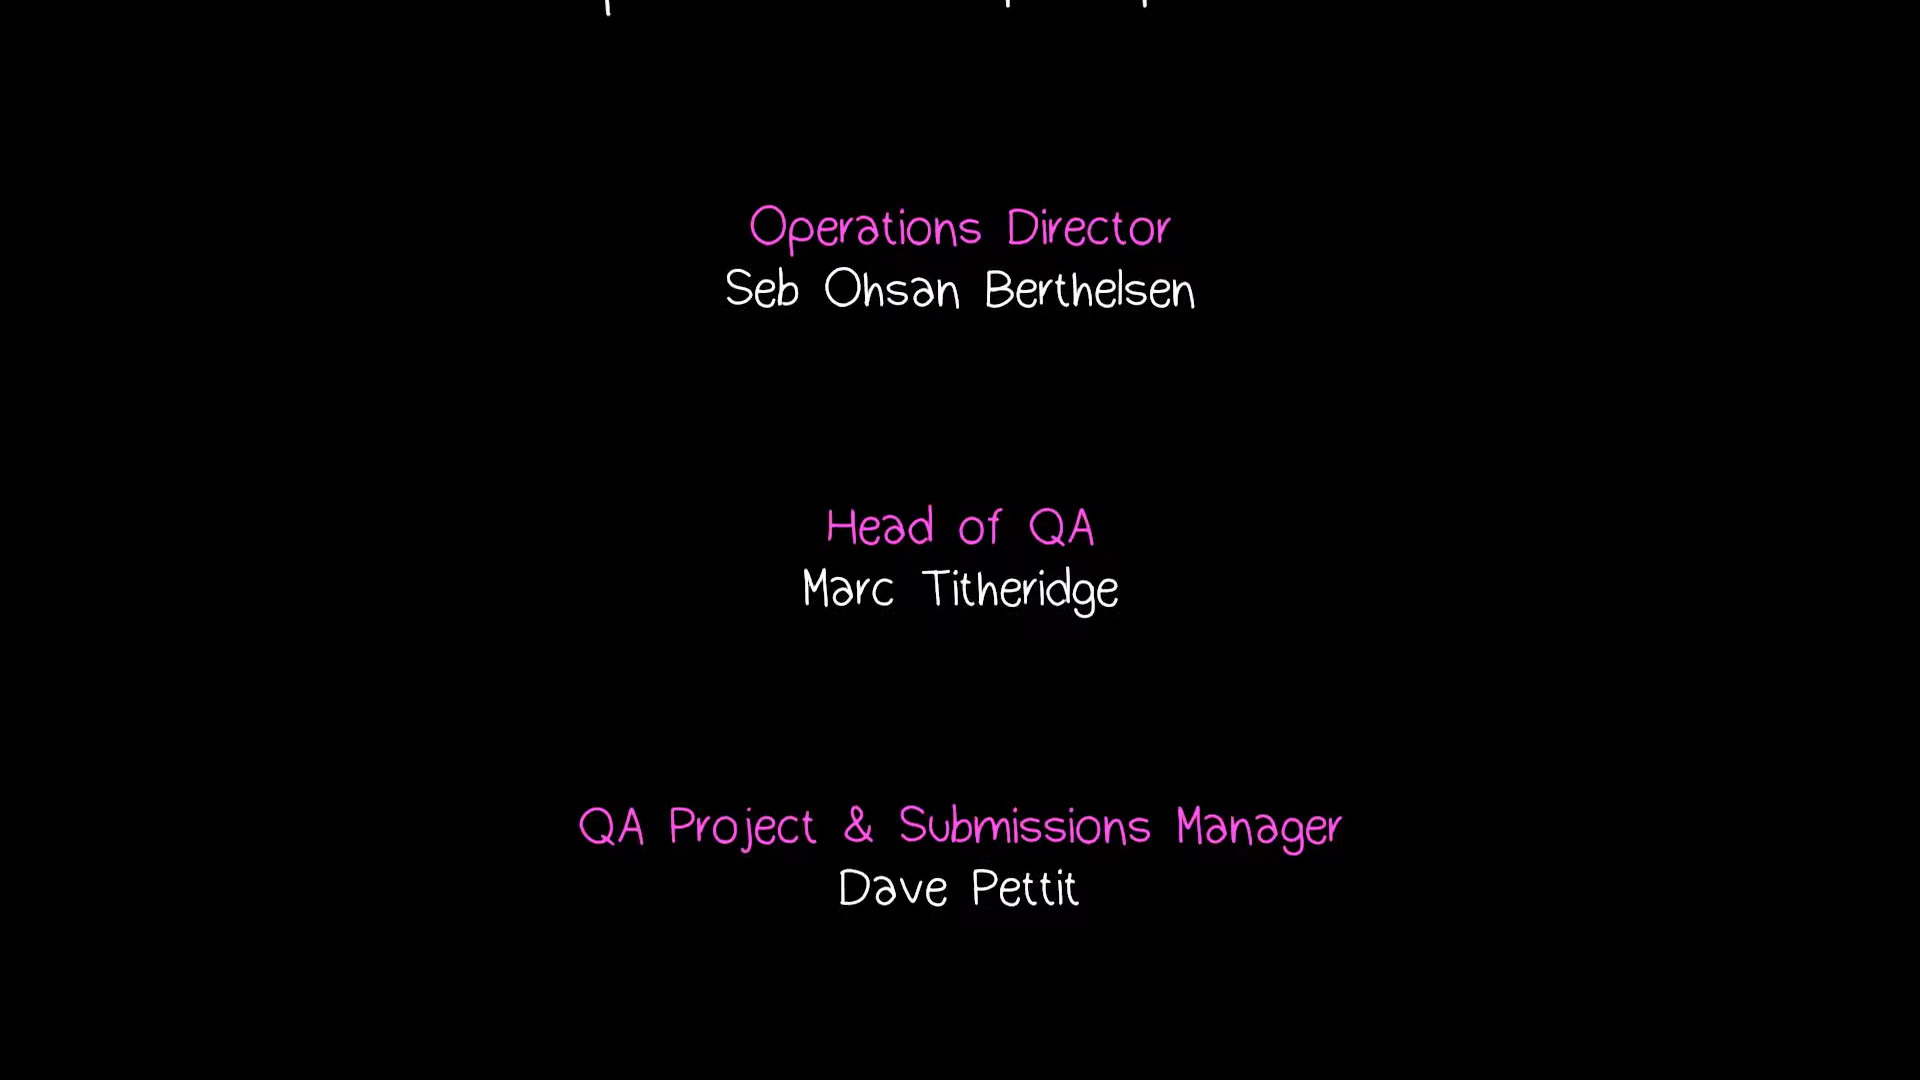 Operations Director
Seb Ohsan Berthelsen
Head of QA
Marc Titheridge
QA Project & Submissions Manager
Dave Pettit